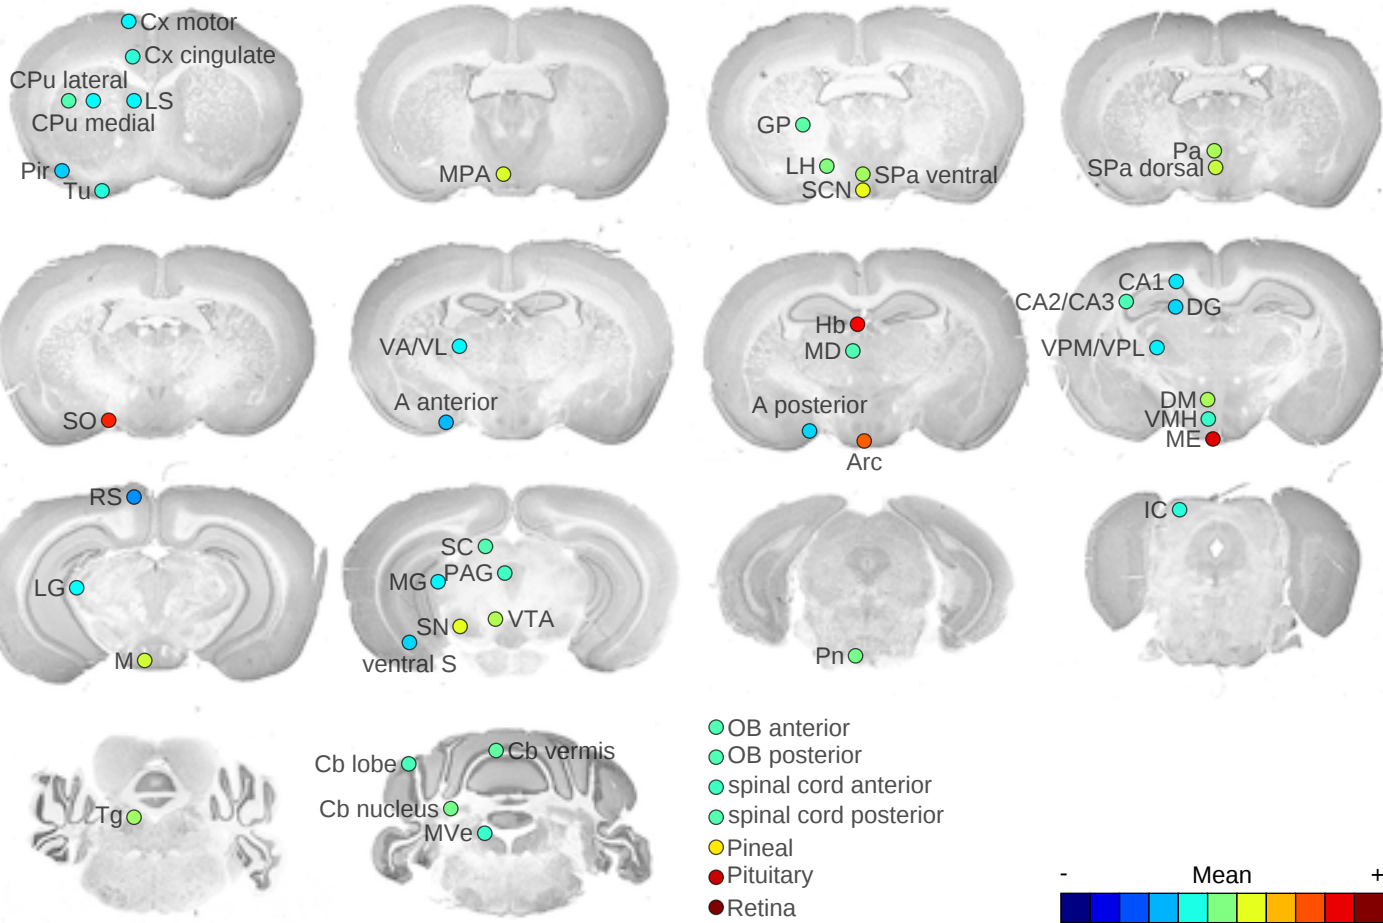 Cx motor
Cx cingulate
CPu lateral
LS
CPu medial
Pir
Tu
MPA
GP
LH
SPa ventral
SCN
Pa
SPa dorsal
SO
VA/VL
A anterior
Hb
MD
A posterior
Arc
CA1
CA2/CA3
DG
VPM/VPL
DM
VMH
ME
RS
LG
M
SC
PAG
MG
SN
VTA
ventral S
Pn
IC
Tg
Cb lobe
Cb vermis
Cb nucleus
MVe
OB anterior
OB posterior
spinal cord anterior
spinal cord posterior
Pineal
Pituitary
Retina
- Mean +